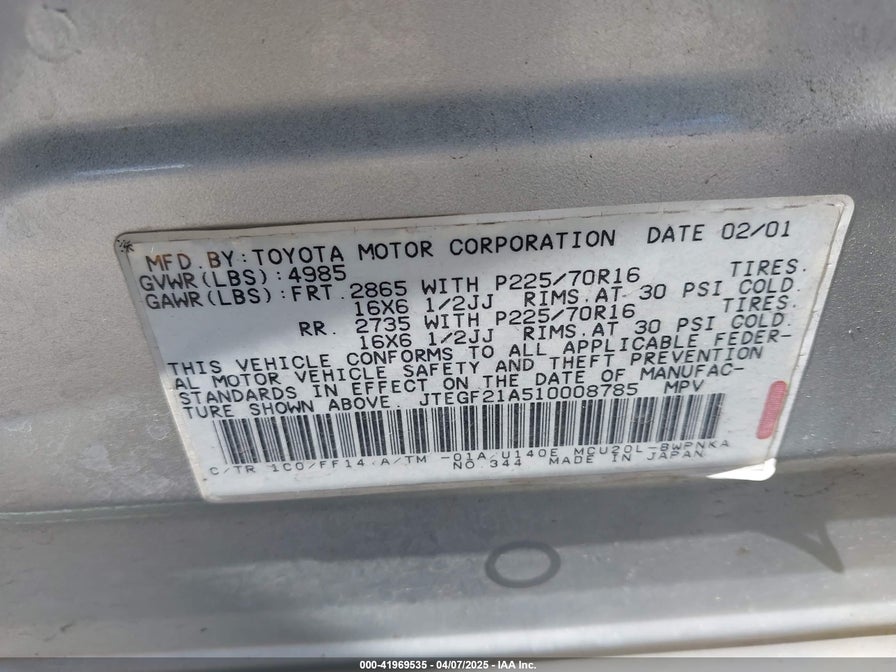 MFD.BY:TOYOTA MOTOR CORPORATION DATE 02/01
GVWR(LBS):4985
GAWR(LBS):FRT.2865 WITH P225/70R16 TIRES.
16X6 1/2JJ RIMS.AT 30 PSI COLD.
RR. 2735 WITH P225/70R16 TIRES.
16X6 1/2JJ RIMS.AT 30 PSI COLD.
THIS VEHICLE CONFORMS TO ALL APPLICABLE FEDER-
AL MOTOR VEHICLE SAFETY AND THEFT PREVENTION
STANDARDS IN EFFECT ON THE DATE OF MANUFAC-
TURE SHOWN ABOVE. JTEGF21A510008785 MPV
C/TR 1C0/FF14 A/TM -01A/U140E MCU20L-BWPNKA
NO.344 MADE IN JAPAN
000-41969535 - 04/07/2025 - IAA Inc.